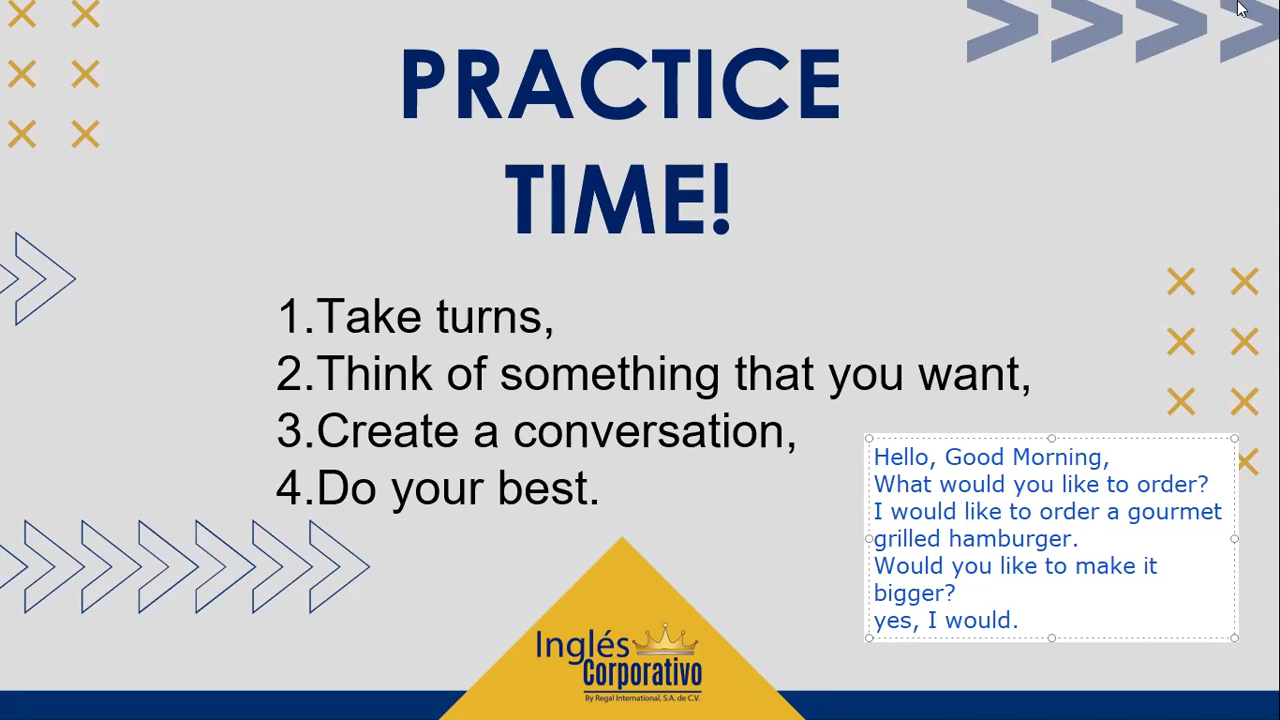 PRACTICE
TIME!
1.Take turns,
2.Think of something that you want,
3.Create a conversation,
4.Do your best.
Hello, Good Morning,
What would you like to order?
I would like to order a gourmet
grilled hamburger.
Would you like to make it
bigger?
yes, I would.
Inglés
Corporativo
By Regal International, S.A. de C.V.